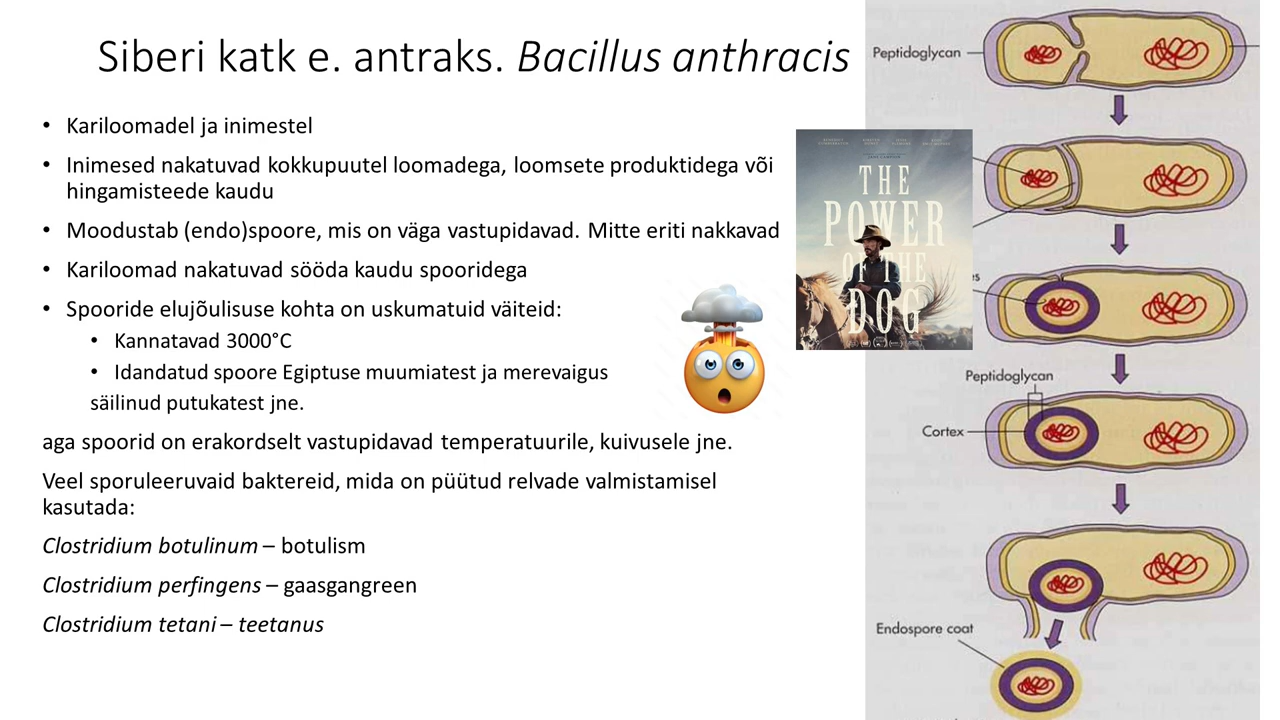 Siberi katk e. antraks. Bacillus anthracis
• Kariloomadel ja inimestel
• Inimesed nakatuvad kokkupuutel loomadega, loomsete produktidega või
hingamisteede kaudu
• Moodustab (endo)spoore, mis on väga vastupidavad. Mitte eriti nakkavad
• Kariloomad nakatuvad sööda kaudu spooridega
• Spooride elujõulisuse kohta on uskumatuid väiteid:
• Kannatavad 3000°C
• Idandatud spoore Egiptuse muumiatest ja merevaigus
säilinud putukatest jne.
aga spoorid on erakordselt vastupidavad temperatuurile, kuivusele jne.
Veel sporuleeruvaid baktereid, mida on püütud relvade valmistamisel
kasutada:
Clostridium botulinum – botulism
Clostridium perfingens – gaasgangreen
Clostridium tetani – teetanus
THE
POWER
OF THE
DOG
Peptidoglycan
Peptidoglycan
Cortex
Endospore coat